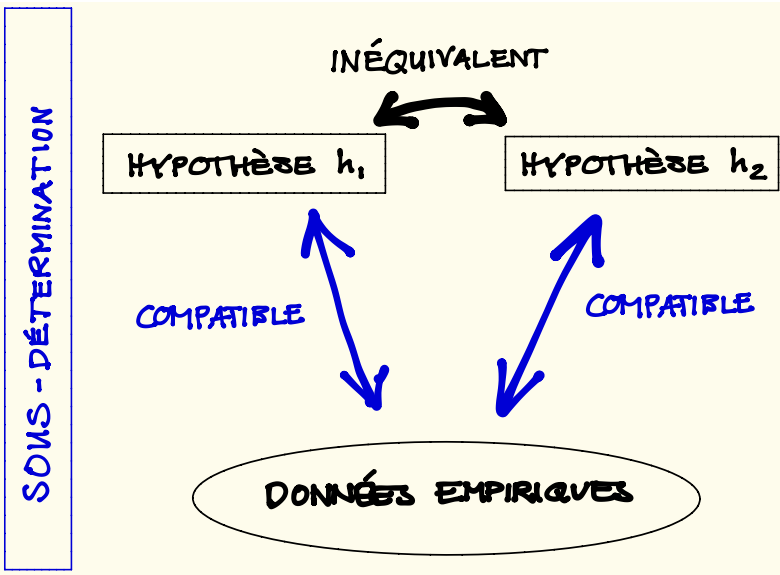 SOUS-DÉTERMINATION
INÉQUIVALENT
HYPOTHÈSE h₁
HYPOTHÈSE h₂
COMPATIBLE
COMPATIBLE
DONNÉES EMPIRIQUES